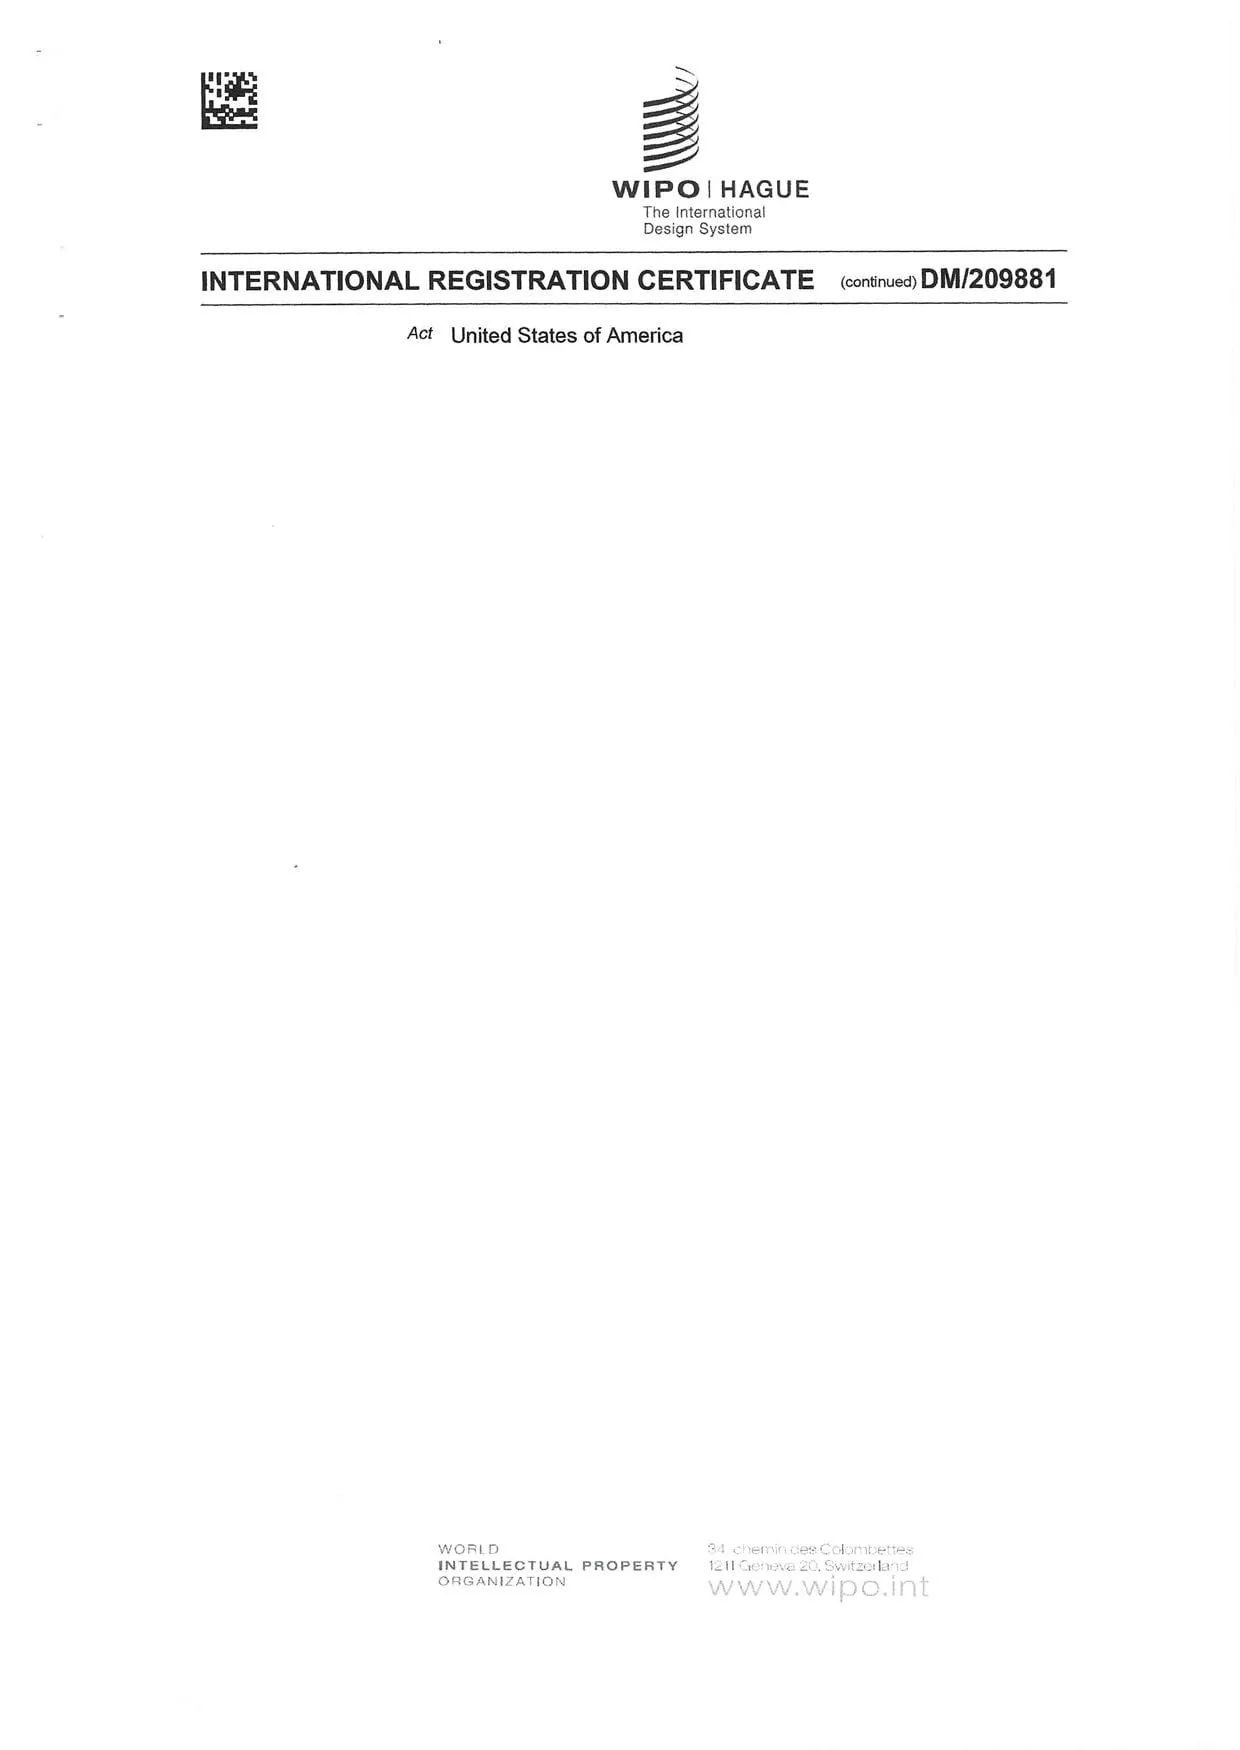 WIPO | HAGUE
The International
Design System
INTERNATIONAL REGISTRATION CERTIFICATE (continued) DM/209881
Act United States of America
WORLD
INTELLECTUAL PROPERTY
ORGANIZATION
34 chemin des Colombettes
1211 Geneva 20, Switzerland
www.wipo.int